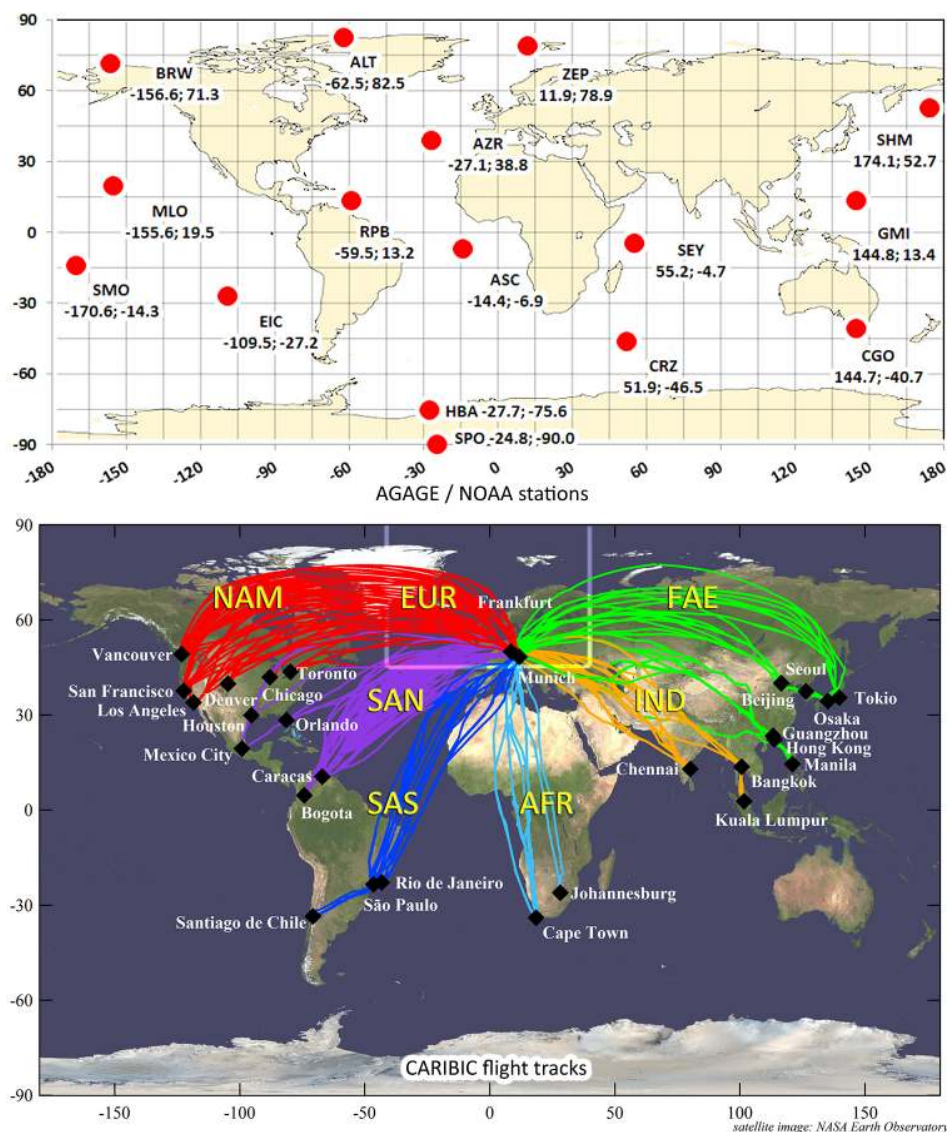 90
60
30
0
-30
-60
-90
ALT
-62.5; 82.5
BRW
-156.6; 71.3
ZEP
11.9; 78.9
AZR
-27.1; 38.8
SHM
174.1; 52.7
MLO
-155.6; 19.5
RPB
-59.5; 13.2
SEY
55.2; -4.7
GMI
144.8; 13.4
ASC
-14.4; -6.9
SMO
-170.6; -14.3
EIC
-109.5; -27.2
CRZ
51.9; -46.5
CGO
144.7; -40.7
HBA -27.7; -75.6
SPO -24.8; -90.0
-180 -150 -120 -90 -60 -30 0 30 60 90 120 150 180
AGAGE / NOAA stations
90
60
30
0
-30
-60
-90
NAM EUR FAE
Frankfurt
Vancouver
Toronto
Munich
Seoul
San Francisco
Denver
Chicago
SAN
IND
Beijing
Tokio
Los Angeles
Osaka
Houston
Orlando
Guangzhou
Mexico City
Hong Kong
Caracas
Chennai
Manila
Bangkok
SAS AFR
Bogota
Kuala Lumpur
Rio de Janeiro
Johannesburg
São Paulo
Santiago de Chile
Cape Town
CARIBIC flight tracks
-150 -100 -50 0 50 100 150
satellite image: NASA Earth Observatory